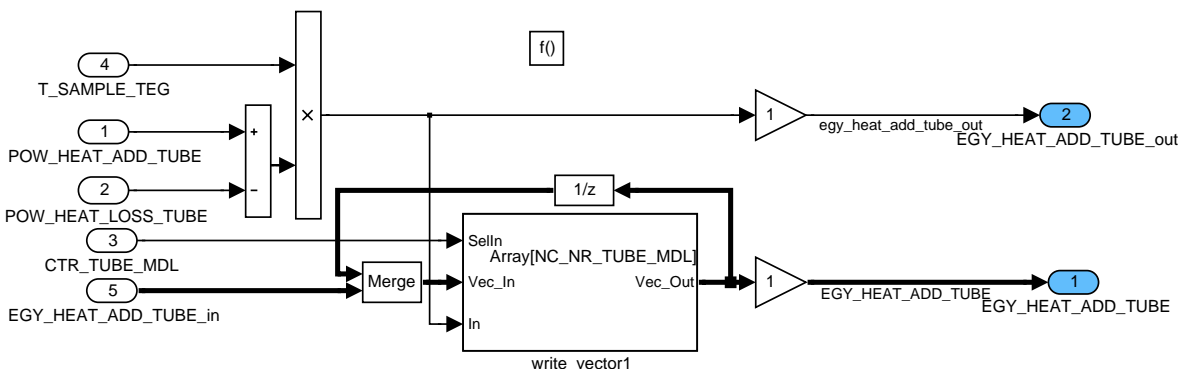 f()
4
T_SAMPLE_TEG
×
1
egy_heat_add_tube_out
2
EGY_HEAT_ADD_TUBE_out
1
POW_HEAT_ADD_TUBE
+
−
2
POW_HEAT_LOSS_TUBE
1/z
3
CTR_TUBE_MDL
SelIn
Array[NC_NR_TUBE_MDL]
Merge
Vec_In
Vec_Out
In
write_vector1
5
EGY_HEAT_ADD_TUBE_in
1
EGY_HEAT_ADD_TUBE
1
EGY_HEAT_ADD_TUBE